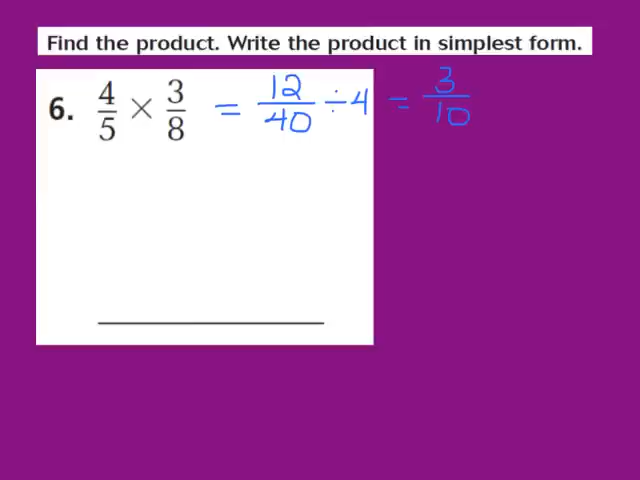 Find the product. Write the product in simplest form.
6. 4/5 × 3/8 = 12/40 ÷ 4 = 3/10